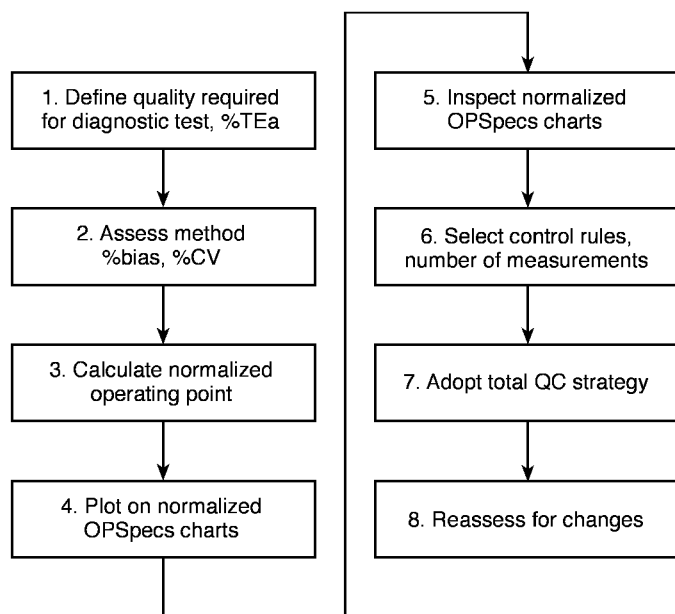 1. Define quality required
for diagnostic test, %TEa
2. Assess method
%bias, %CV
3. Calculate normalized
operating point
4. Plot on normalized
OPSpecs charts
5. Inspect normalized
OPSpecs charts
6. Select control rules,
number of measurements
7. Adopt total QC strategy
8. Reassess for changes